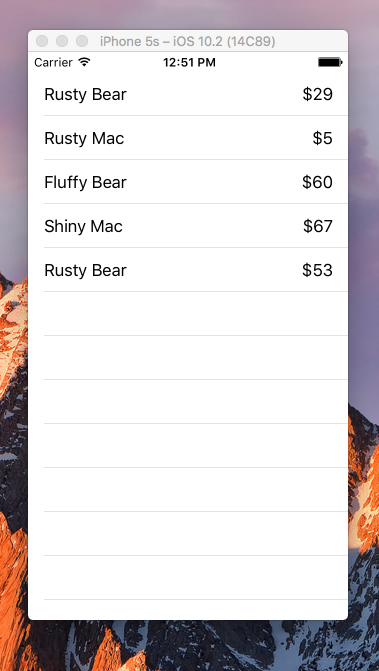 iPhone 5s – iOS 10.2 (14C89)
Carrier 12:51 PM
Rusty Bear $29
Rusty Mac $5
Fluffy Bear $60
Shiny Mac $67
Rusty Bear $53